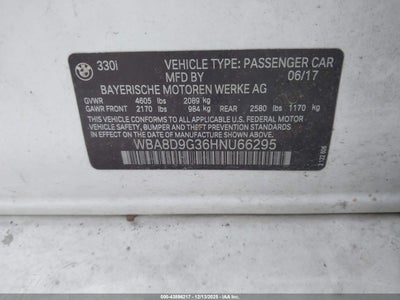 330i VEHICLE TYPE: PASSENGER CAR
MFD BY 06/17
BAYERISCHE MOTOREN WERKE AG
GVWR 4605 lbs 2089 kg
GAWR FRONT 2170 lbs 984 kg REAR 2580 lbs 1170 kg
THIS VEHICLE CONFORMS TO ALL APPLICABLE
U.S. FEDERAL MOTOR VEHICLE
SAFETY, BUMPER, AND THEFT PREVENTION STANDARDS
IN EFFECT ON THE DATE OF MANUFACTURE SHOWN ABOVE.
WBA8D9G36HNU66295